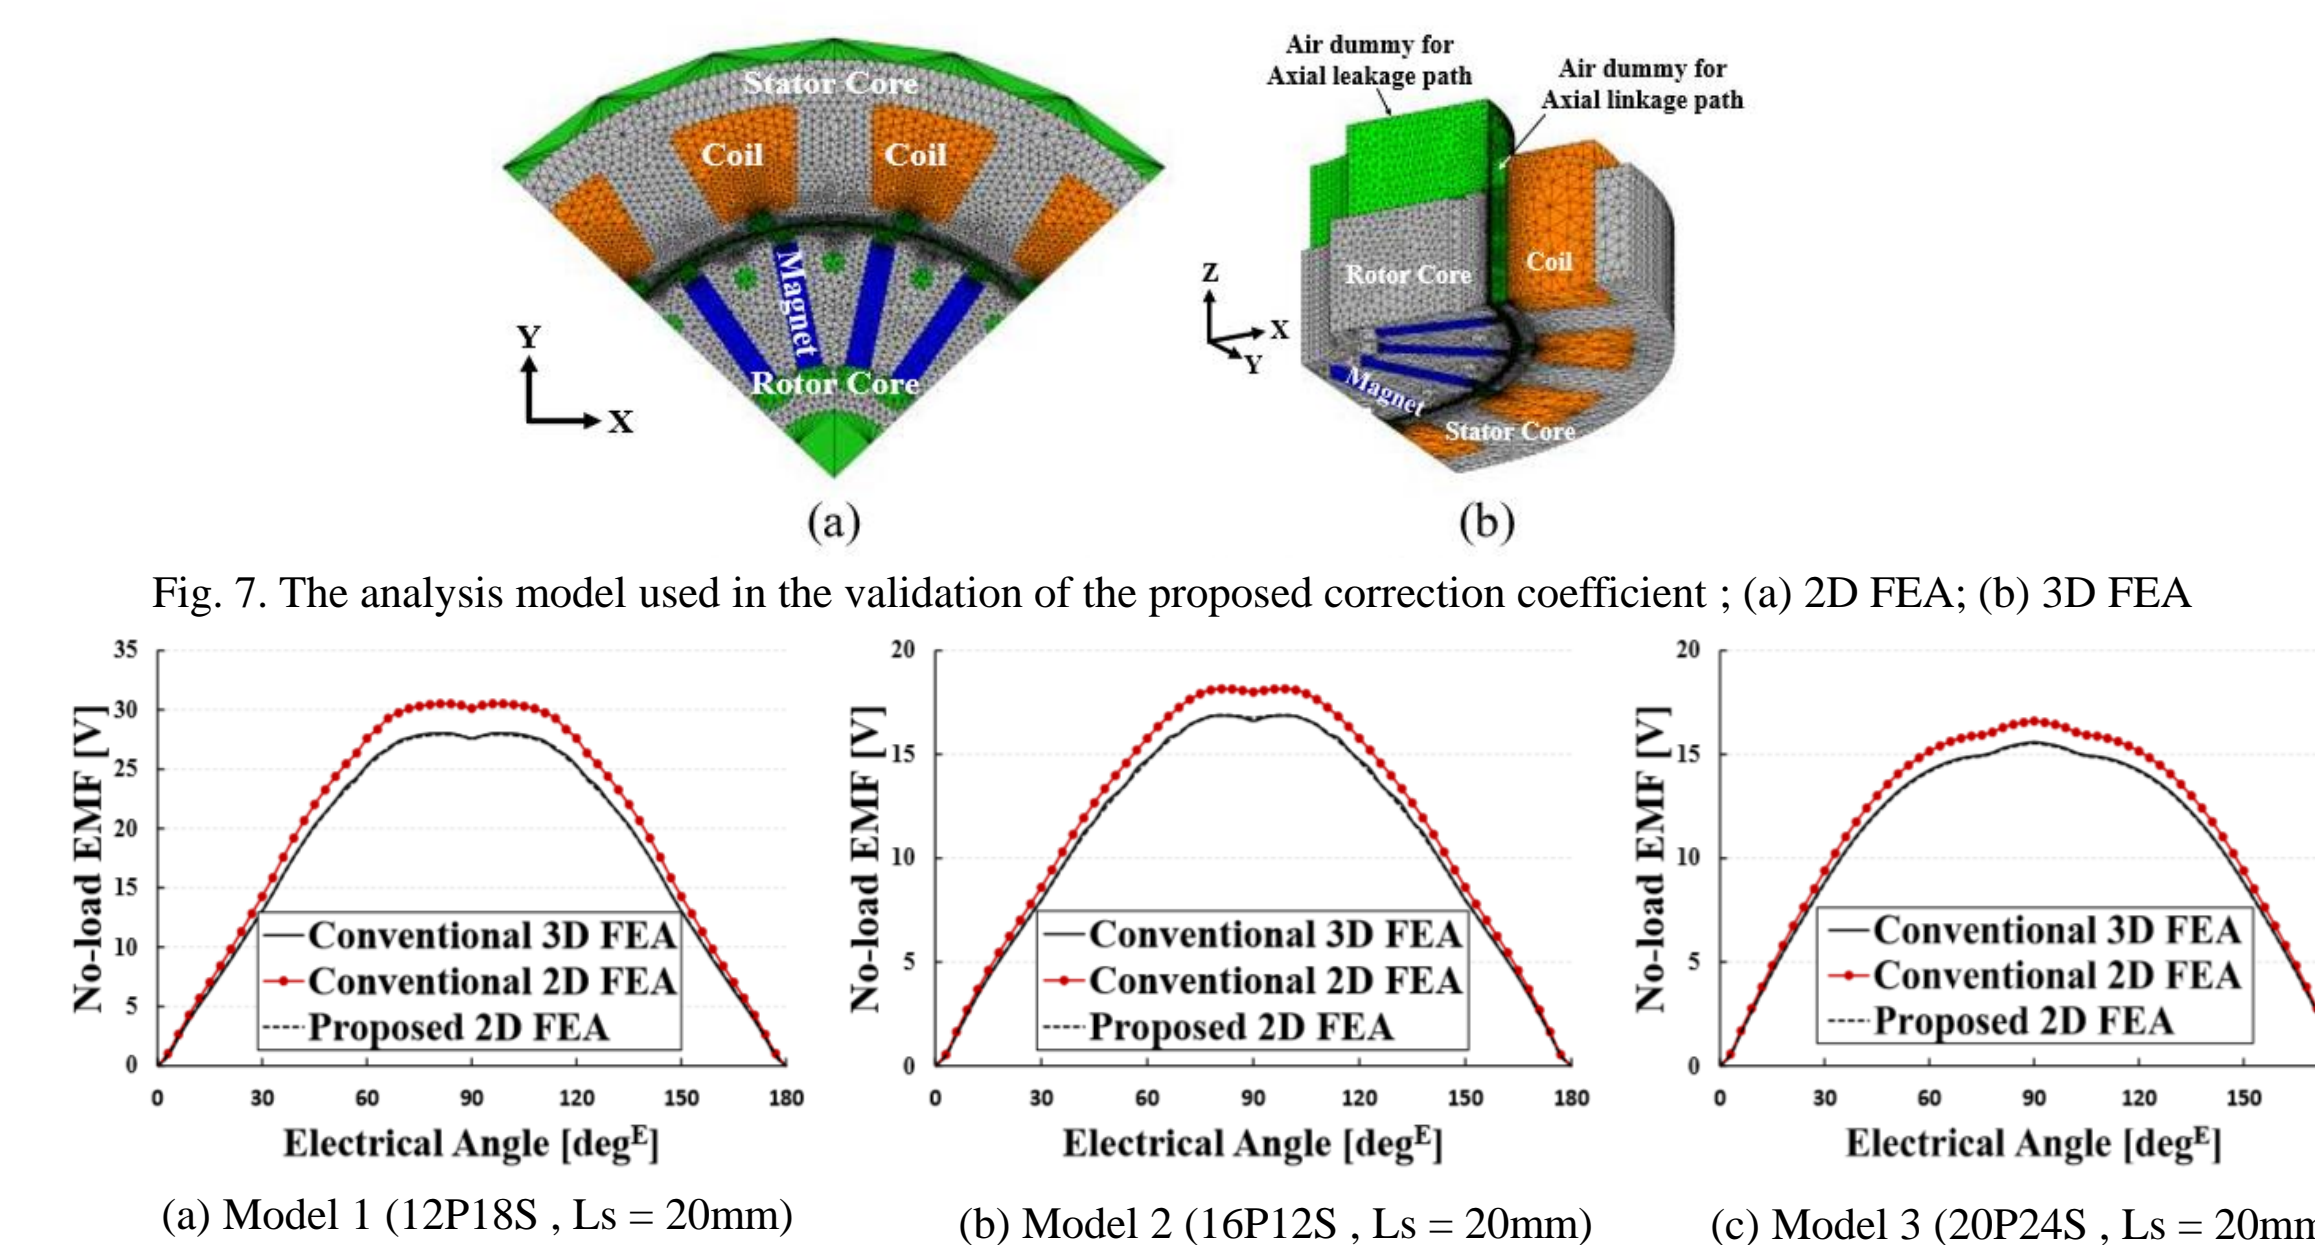 Stator Core
Coil
Coil
Magnet
Rotor Core
Y
X
(a)
Air dummy for
Axial leakage path
Air dummy for
Axial linkage path
Rotor Core
Coil
Z
X
Y
Magnet
Stator Core
(b)
Fig. 7. The analysis model used in the validation of the proposed correction coefficient ; (a) 2D FEA; (b) 3D FEA
No-load EMF [V]
35
30
25
20
15
10
5
0
Conventional 3D FEA
Conventional 2D FEA
Proposed 2D FEA
0 30 60 90 120 150 180
Electrical Angle [deg^E]
(a) Model 1 (12P18S , Ls = 20mm)
No-load EMF [V]
20
15
10
5
0
Conventional 3D FEA
Conventional 2D FEA
Proposed 2D FEA
0 30 60 90 120 150 180
Electrical Angle [deg^E]
(b) Model 2 (16P12S , Ls = 20mm)
No-load EMF [V]
20
15
10
5
0
Conventional 3D FEA
Conventional 2D FEA
Proposed 2D FEA
0 30 60 90 120 150
Electrical Angle [deg^E]
(c) Model 3 (20P24S , Ls = 20mm